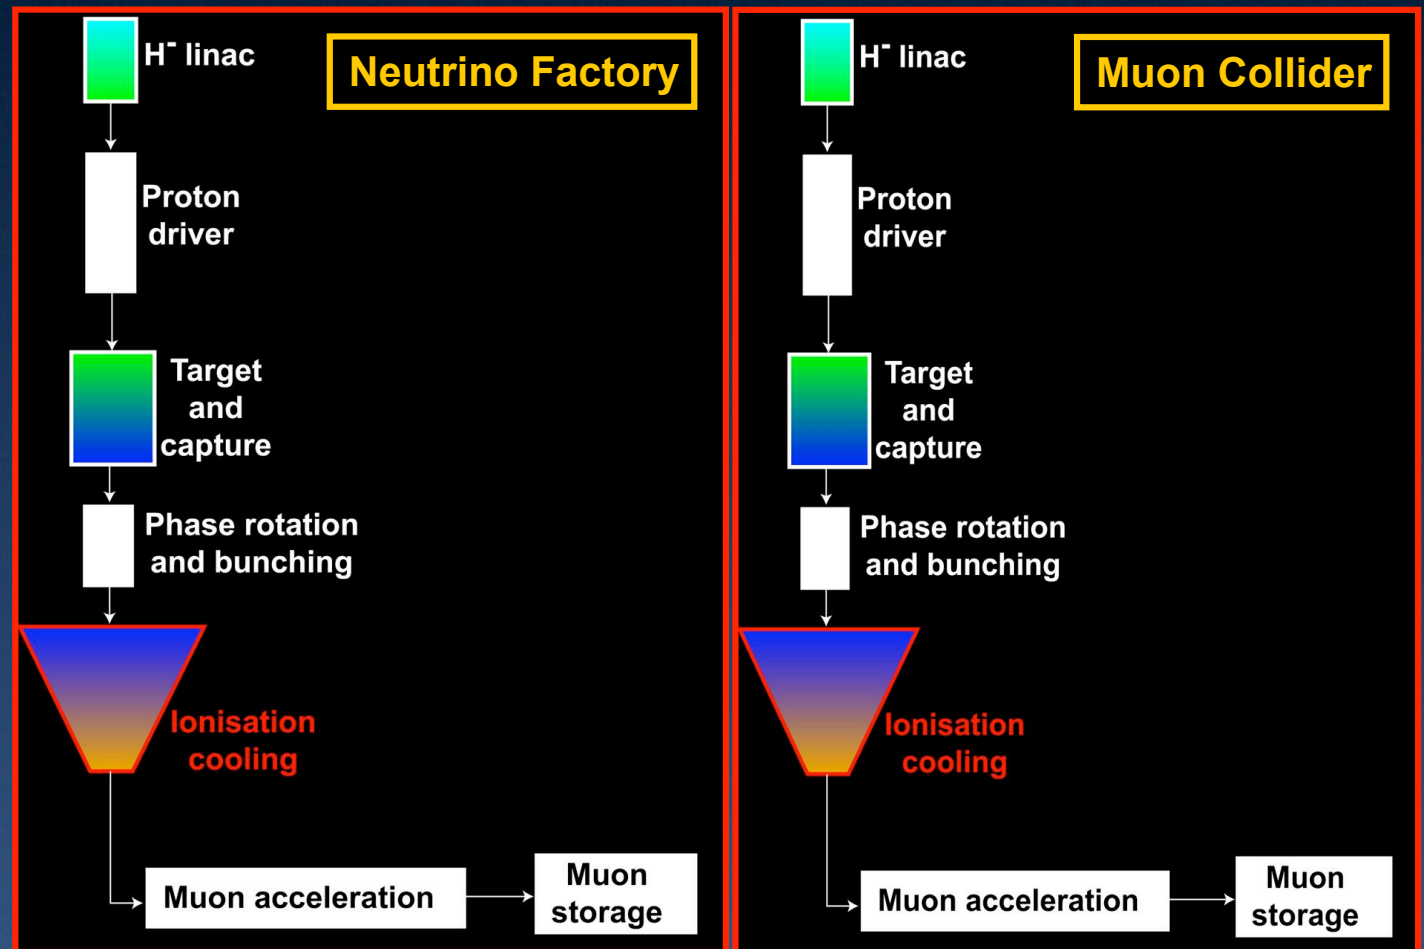 Neutrino Factory
H- linac
Proton
driver
Target
and
capture
Phase rotation
and bunching
Ionisation
cooling
Muon acceleration
Muon
storage
Muon Collider
H- linac
Proton
driver
Target
and
capture
Phase rotation
and bunching
Ionisation
cooling
Muon acceleration
Muon
storage